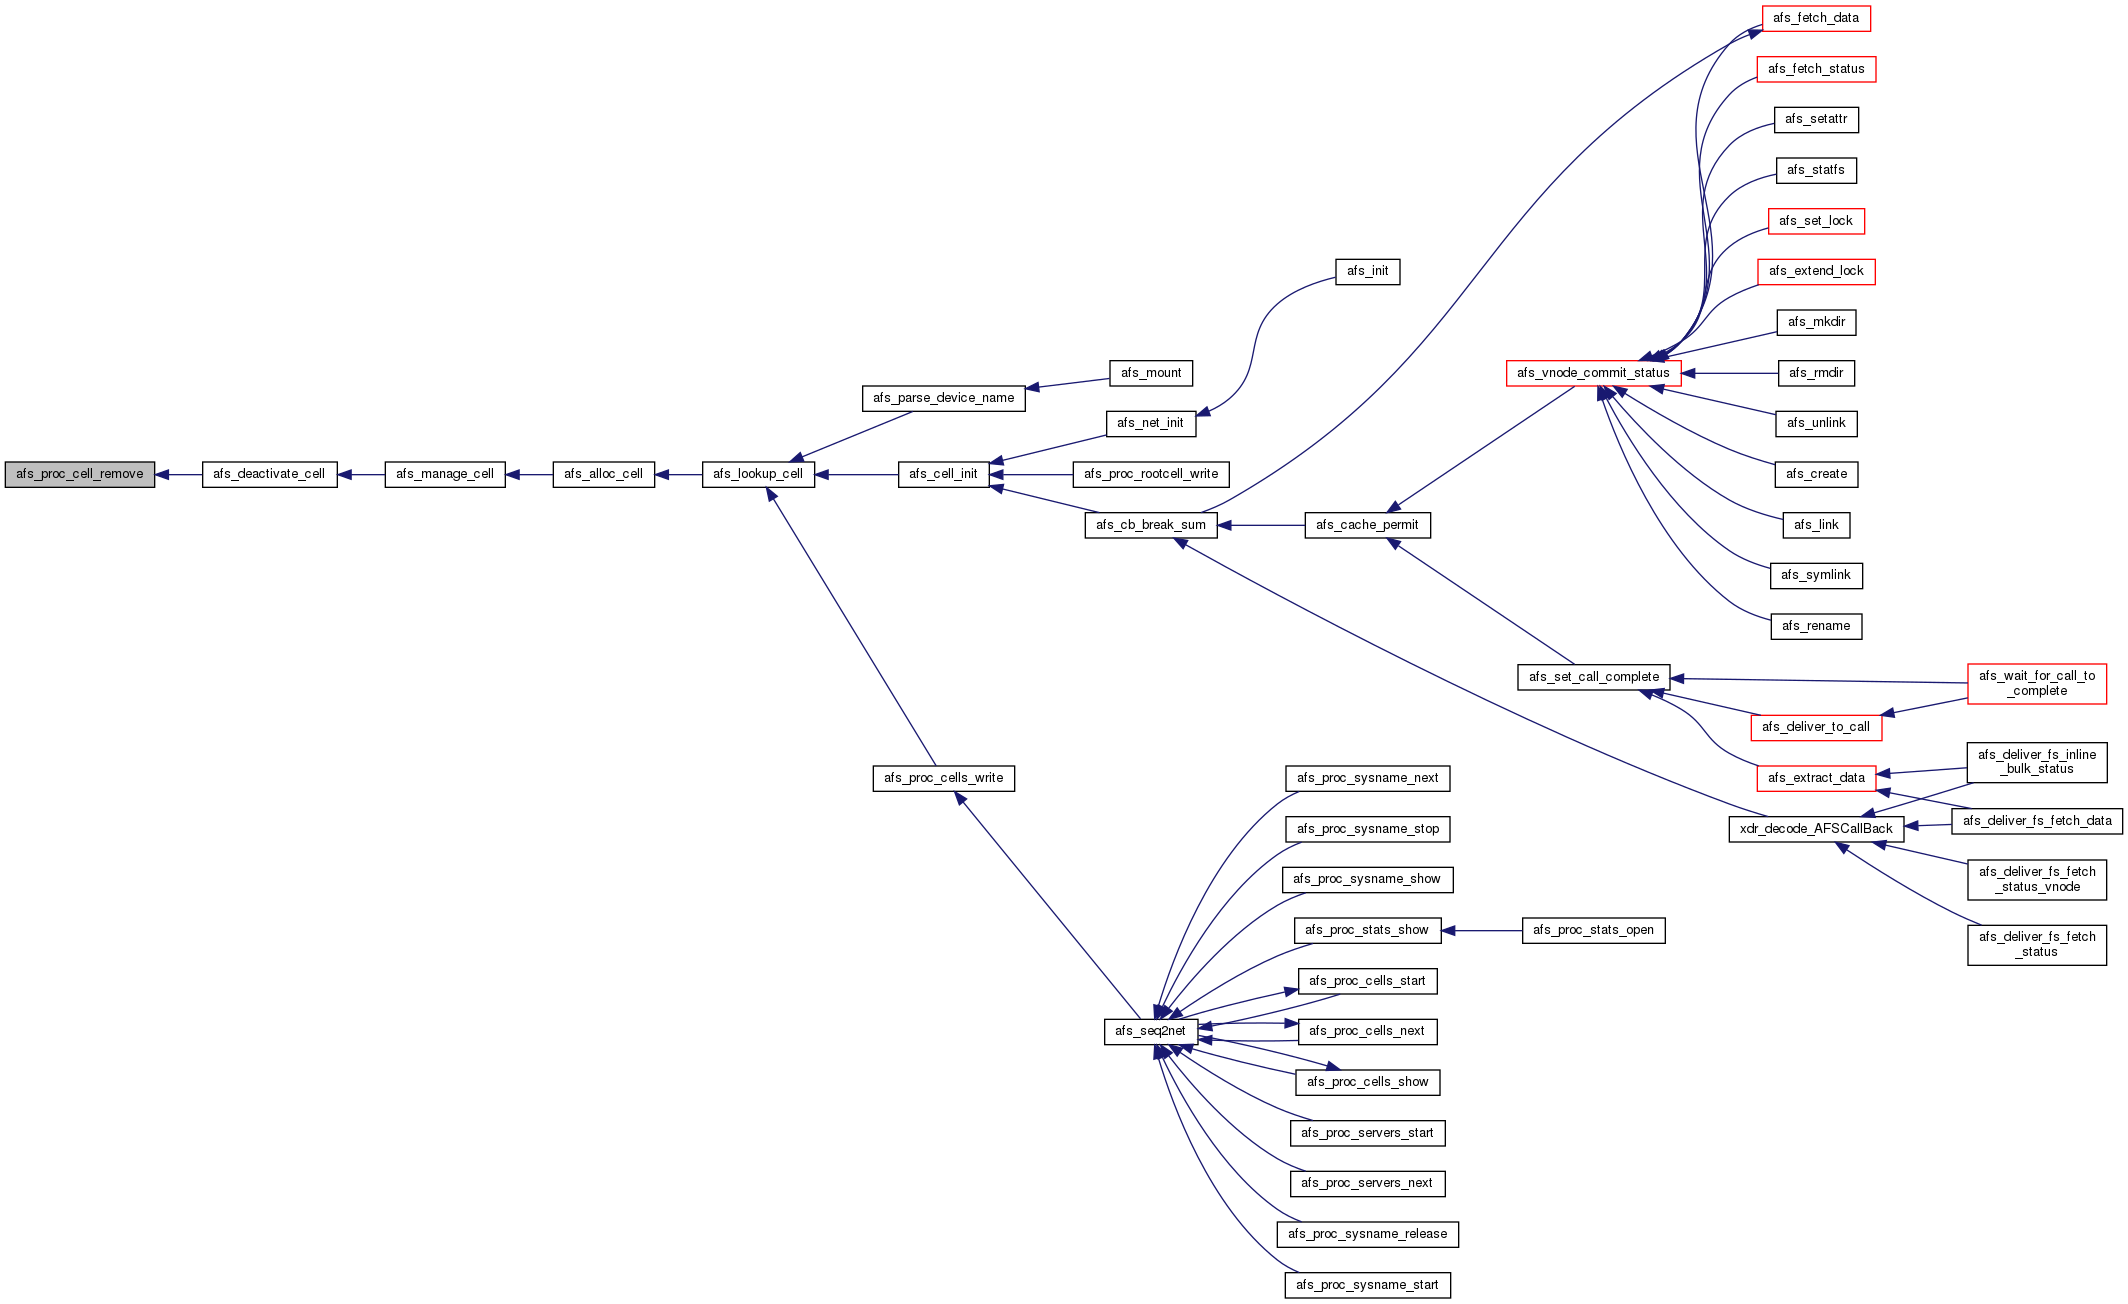 afs_fetch_data
afs_fetch_status
afs_setattr
afs_statfs
afs_set_lock
afs_init
afs_extend_lock
afs_mkdir
afs_mount
afs_vnode_commit_status
afs_rmdir
afs_parse_device_name
afs_net_init
afs_unlink
afs_proc_cell_remove
afs_deactivate_cell
afs_manage_cell
afs_alloc_cell
afs_lookup_cell
afs_cell_init
afs_proc_rootcell_write
afs_create
afs_cb_break_sum
afs_cache_permit
afs_link
afs_symlink
afs_rename
afs_set_call_complete
afs_wait_for_call_to
_complete
afs_deliver_to_call
afs_proc_cells_write
afs_proc_sysname_next
afs_extract_data
afs_deliver_fs_inline
_bulk_status
afs_proc_sysname_stop
xdr_decode_AFSCallBack
afs_deliver_fs_fetch_data
afs_proc_sysname_show
afs_deliver_fs_fetch
_status_vnode
afs_proc_stats_show
afs_proc_stats_open
afs_deliver_fs_fetch
_status
afs_proc_cells_start
afs_seq2net
afs_proc_cells_next
afs_proc_cells_show
afs_proc_servers_start
afs_proc_servers_next
afs_proc_sysname_release
afs_proc_sysname_start